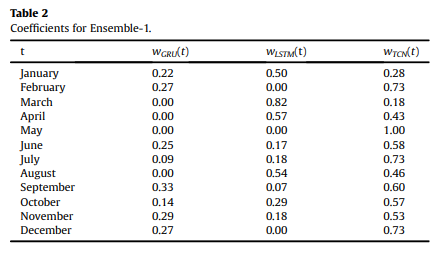 Table 2
Coefficients for Ensemble-1.
t wGRU(t) wLSTM(t) wTCN(t)
January 0.22 0.50 0.28
February 0.27 0.00 0.73
March 0.00 0.82 0.18
April 0.00 0.57 0.43
May 0.00 0.00 1.00
June 0.25 0.17 0.58
July 0.09 0.18 0.73
August 0.00 0.54 0.46
September 0.33 0.07 0.60
October 0.14 0.29 0.57
November 0.29 0.18 0.53
December 0.27 0.00 0.73